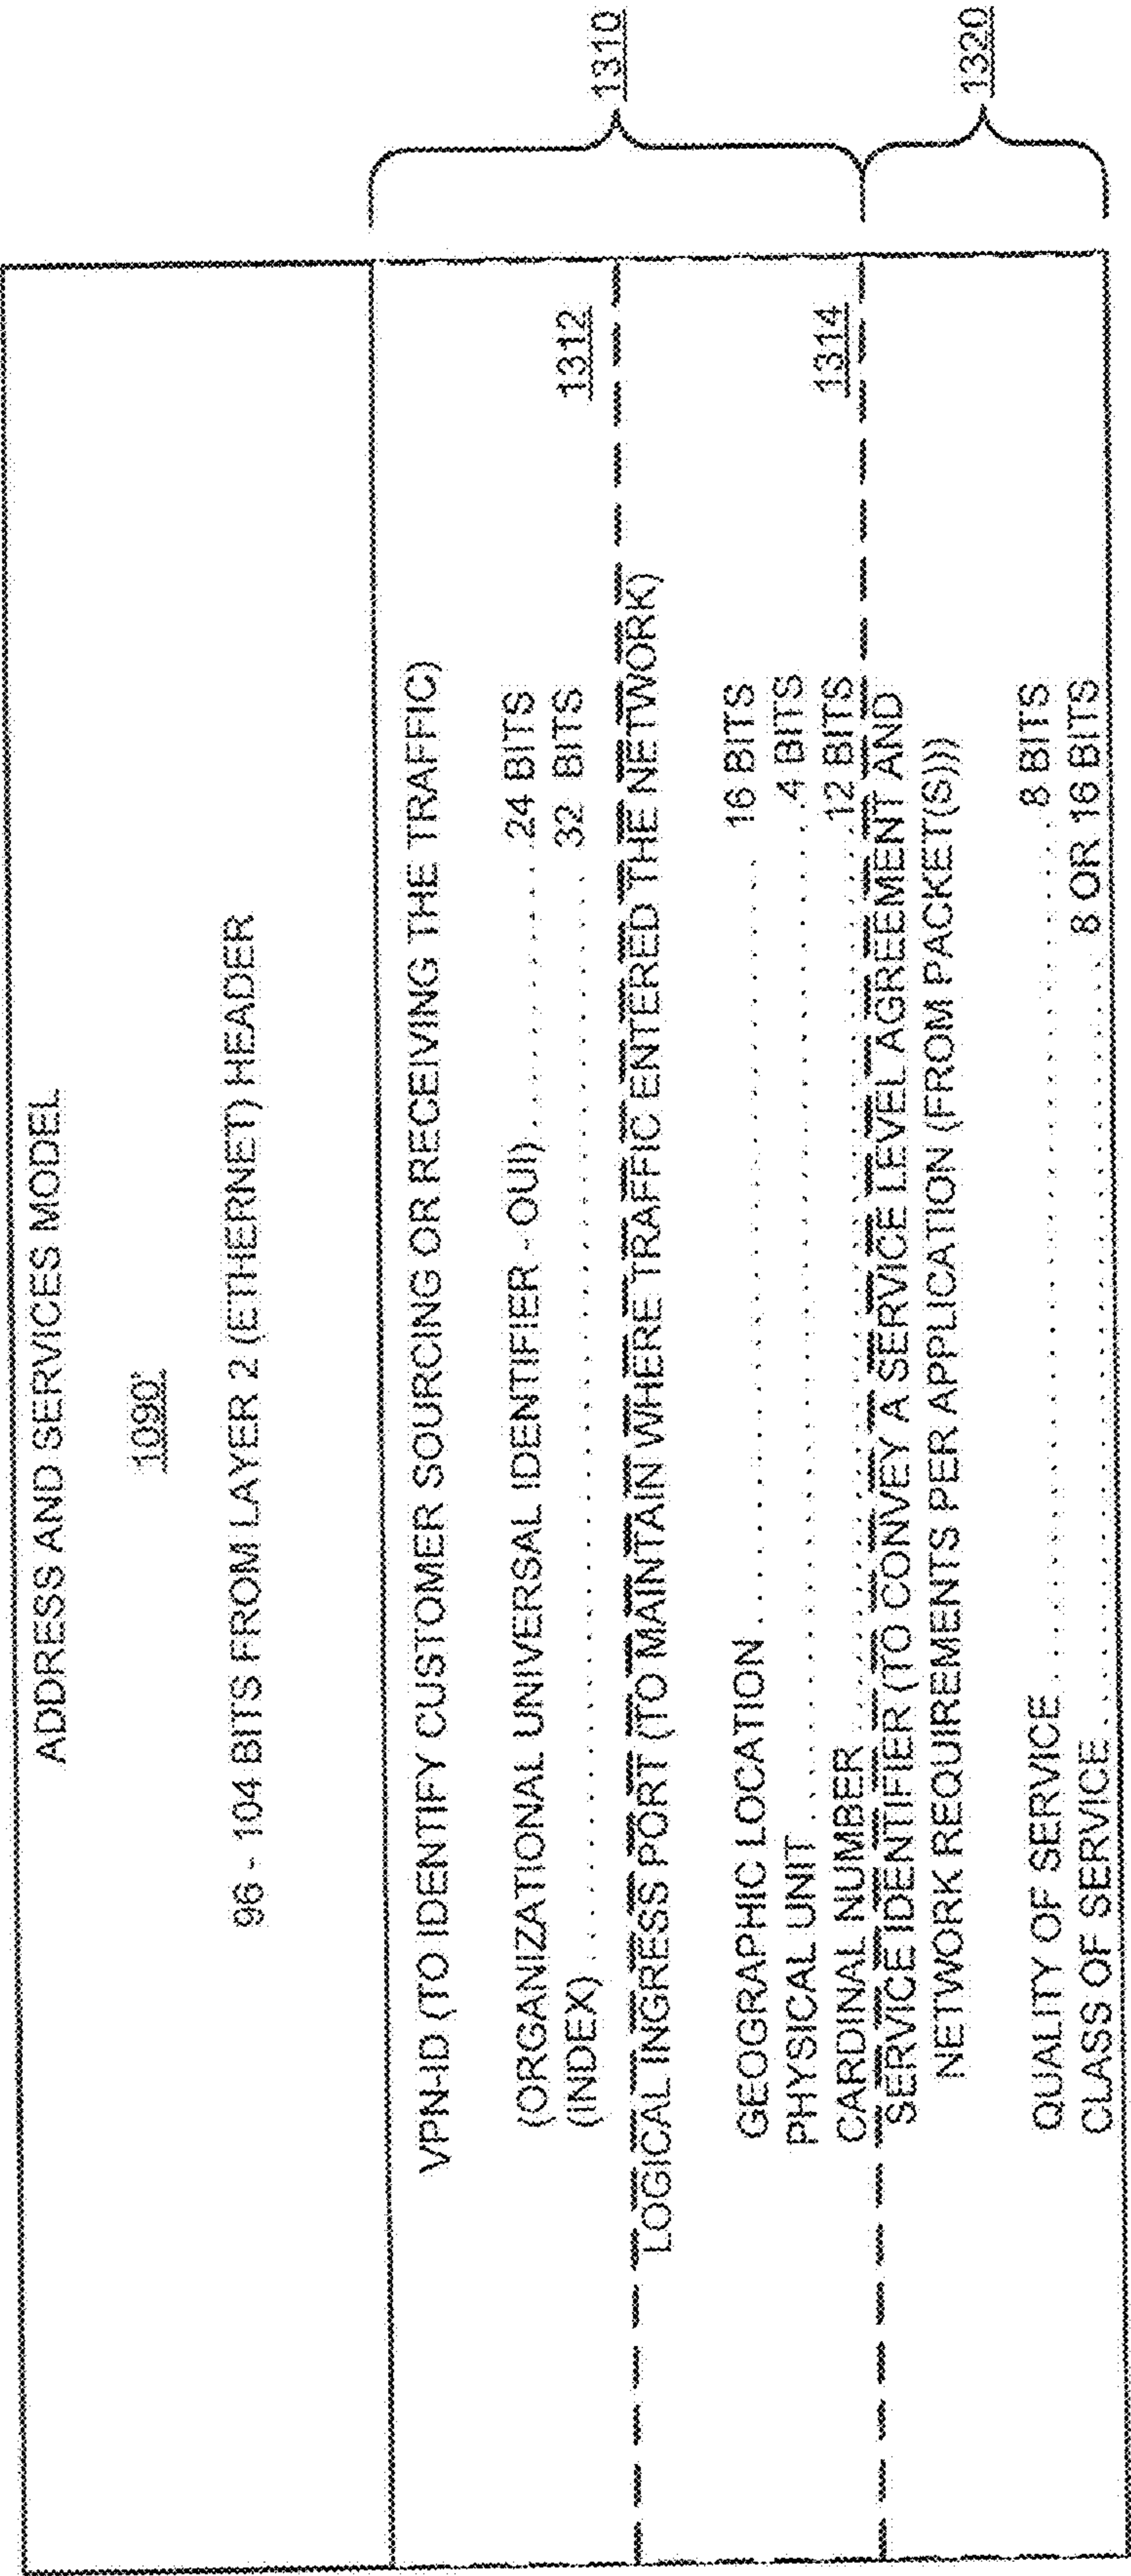 ADDRESS AND SERVICES MODEL
1090'
96 - 104 BITS FROM LAYER 2 (ETHERNET) HEADER
VPN-ID (TO IDENTIFY CUSTOMER SOURCING OR RECEIVING THE TRAFFIC)
(ORGANIZATIONAL UNIVERSAL IDENTIFIER - OUI) 24 BITS
(INDEX) 32 BITS
1312
LOGICAL INGRESS PORT (TO MAINTAIN WHERE TRAFFIC ENTERED THE NETWORK)
GEOGRAPHIC LOCATION 16 BITS
PHYSICAL UNIT 4 BITS
CARDINAL NUMBER 12 BITS
1314
1310
SERVICE IDENTIFIER (TO CONVEY A SERVICE LEVEL AGREEMENT AND
NETWORK REQUIREMENTS PER APPLICATION (FROM PACKET(S)))
QUALITY OF SERVICE 8 BITS
CLASS OF SERVICE 8 OR 16 BITS
1320